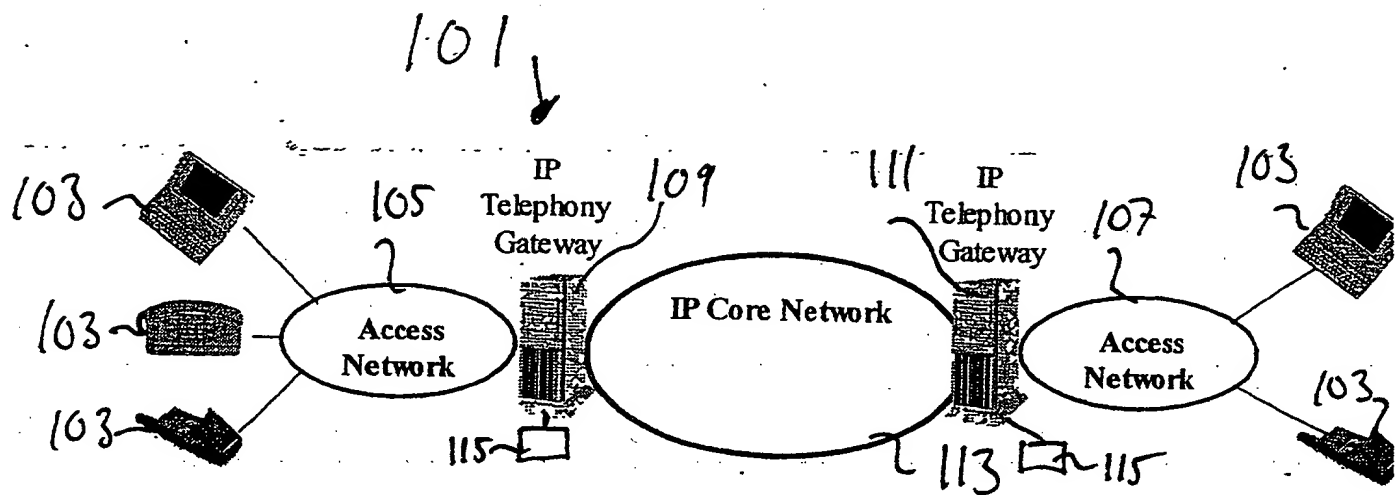 101
103
105
IP
Telephony
Gateway
109
111
IP
Telephony
Gateway
107
103
103
Access
Network
IP Core Network
Access
Network
103
103
115
113
115